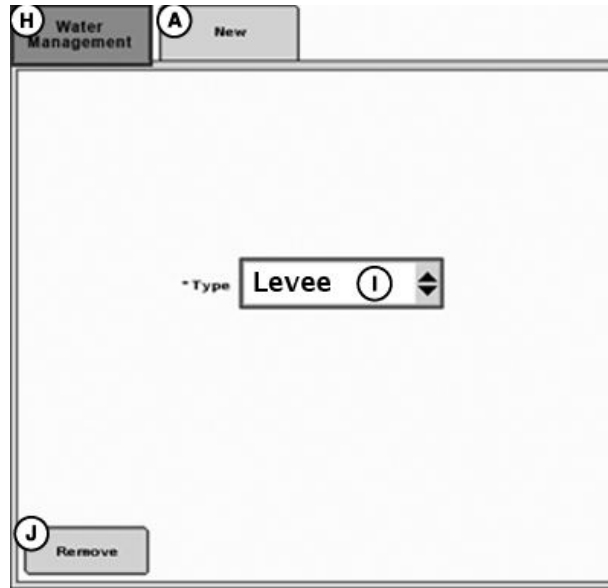 H
Water
Management
A
New
*Type
Levee
I
J
Remove